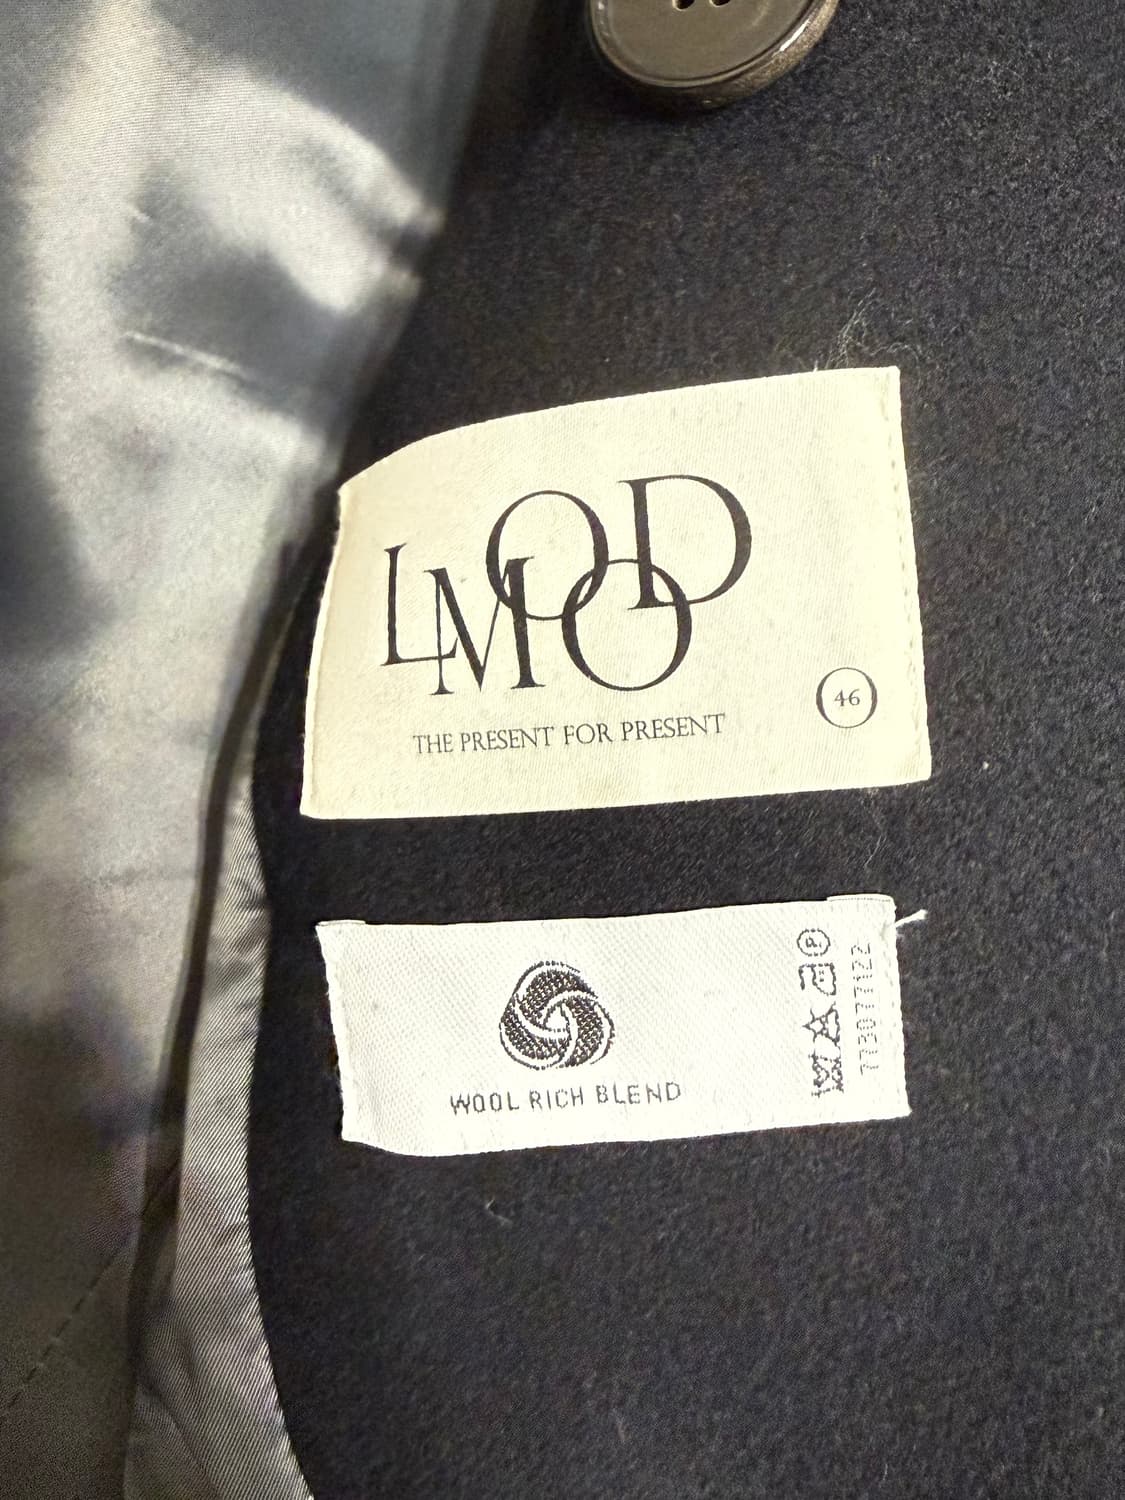 LMOOD
THE PRESENT FOR PRESENT
46
WOOL RICH BLEND
773077122